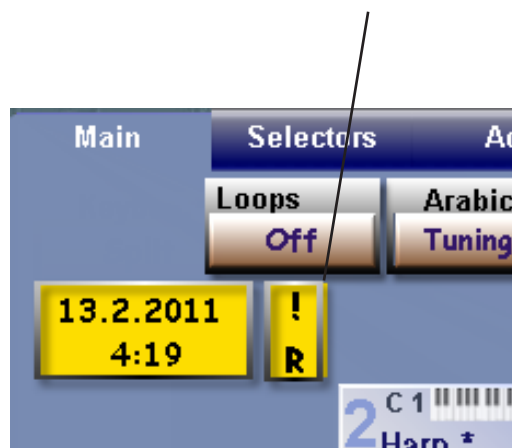 Main Selectors
Loops Arabic
Off Tuning
13.2.2011 !
4:19 R
2 C 1
Harp *